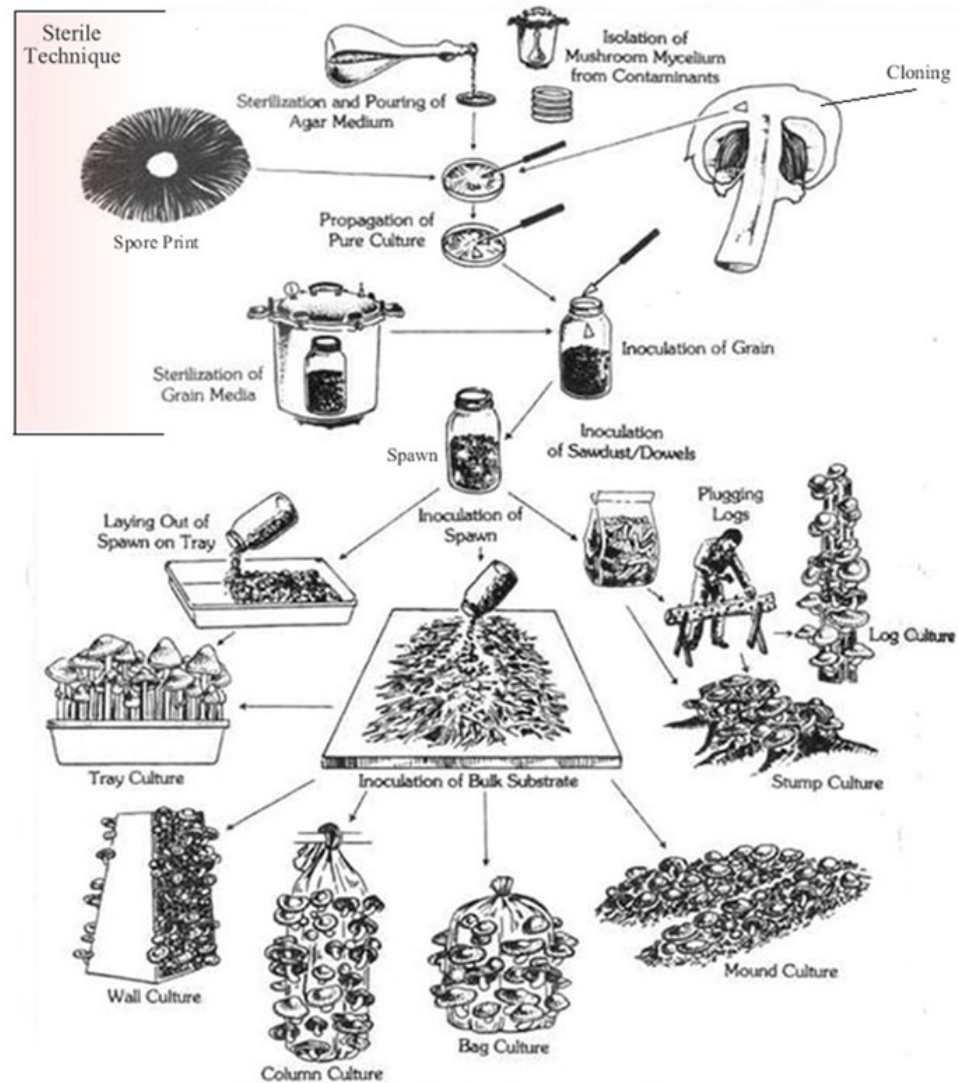 Sterile
Technique
Isolation of
Mushroom Mycelium
from Contaminants
Cloning
Sterilization and Pouring of
Agar Medium
Spore Print
Propagation of
Pure Culture
Sterilization of
Grain Media
Inoculation of Grain
Spawn
Inoculation
of Sawdust/Dowels
Laying Out of
Spawn on Tray
Inoculation of
Spawn
Plugging
Logs
Log Culture
Tray Culture
Inoculation of Bulk Substrate
Stump Culture
Wall Culture
Column Culture
Bag Culture
Mound Culture